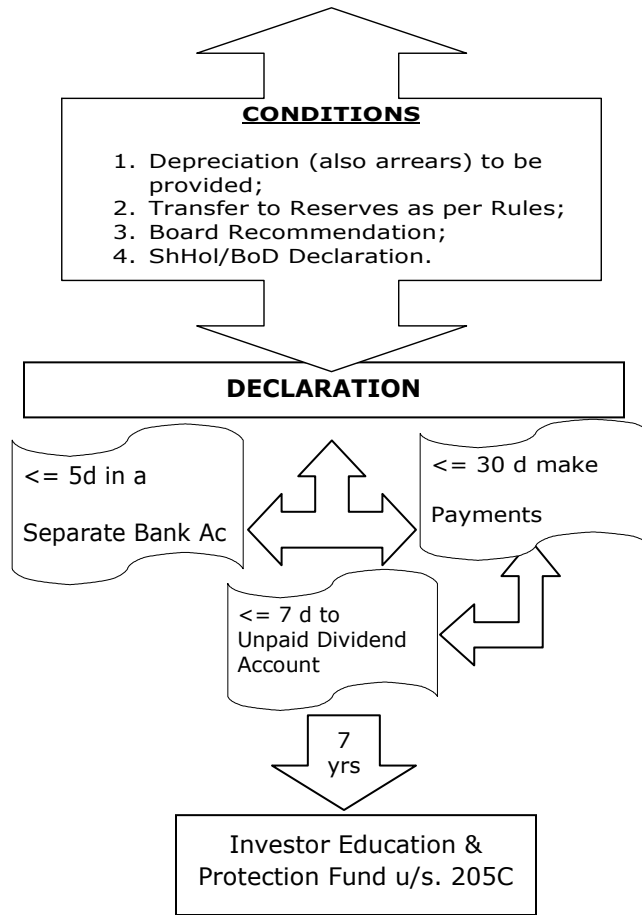 CONDITIONS
1. Depreciation (also arrears) to be
provided;
2. Transfer to Reserves as per Rules;
3. Board Recommendation;
4. ShHol/BoD Declaration.
DECLARATION
<= 5d in a
Separate Bank Ac
<= 30 d make
Payments
<= 7 d to
Unpaid Dividend
Account
7
yrs
Investor Education &
Protection Fund u/s. 205C